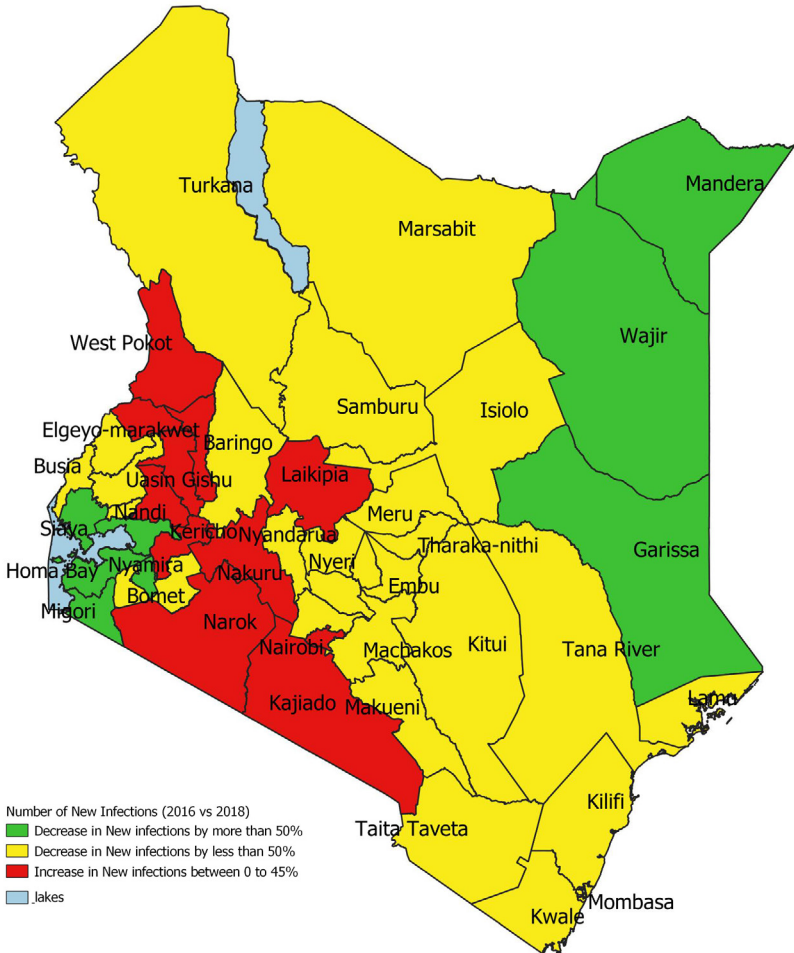 Mandera
Turkana
Marsabit
Wajir
West Pokot
Samburu
Isiolo
Elgeyo-marakwet
Baringo
Busia
Laikipia
Uasin Gishu
Nandi
Meru
Siaya
Kericho
Nyandarua
Tharaka-nithi
Garissa
Nyeri
Homa Bay
Nyamira
Nakuru
Embu
Bomet
Migori
Narok
Nairobi
Machakos
Kitui
Tana River
Kajiado
Makueni
Lamu
Number of New Infections (2016 vs 2018)
Decrease in New infections by more than 50%
Decrease in New infections by less than 50%
Increase in New infections between 0 to 45%
_lakes
Kilifi
Taita Taveta
Mombasa
Kwale